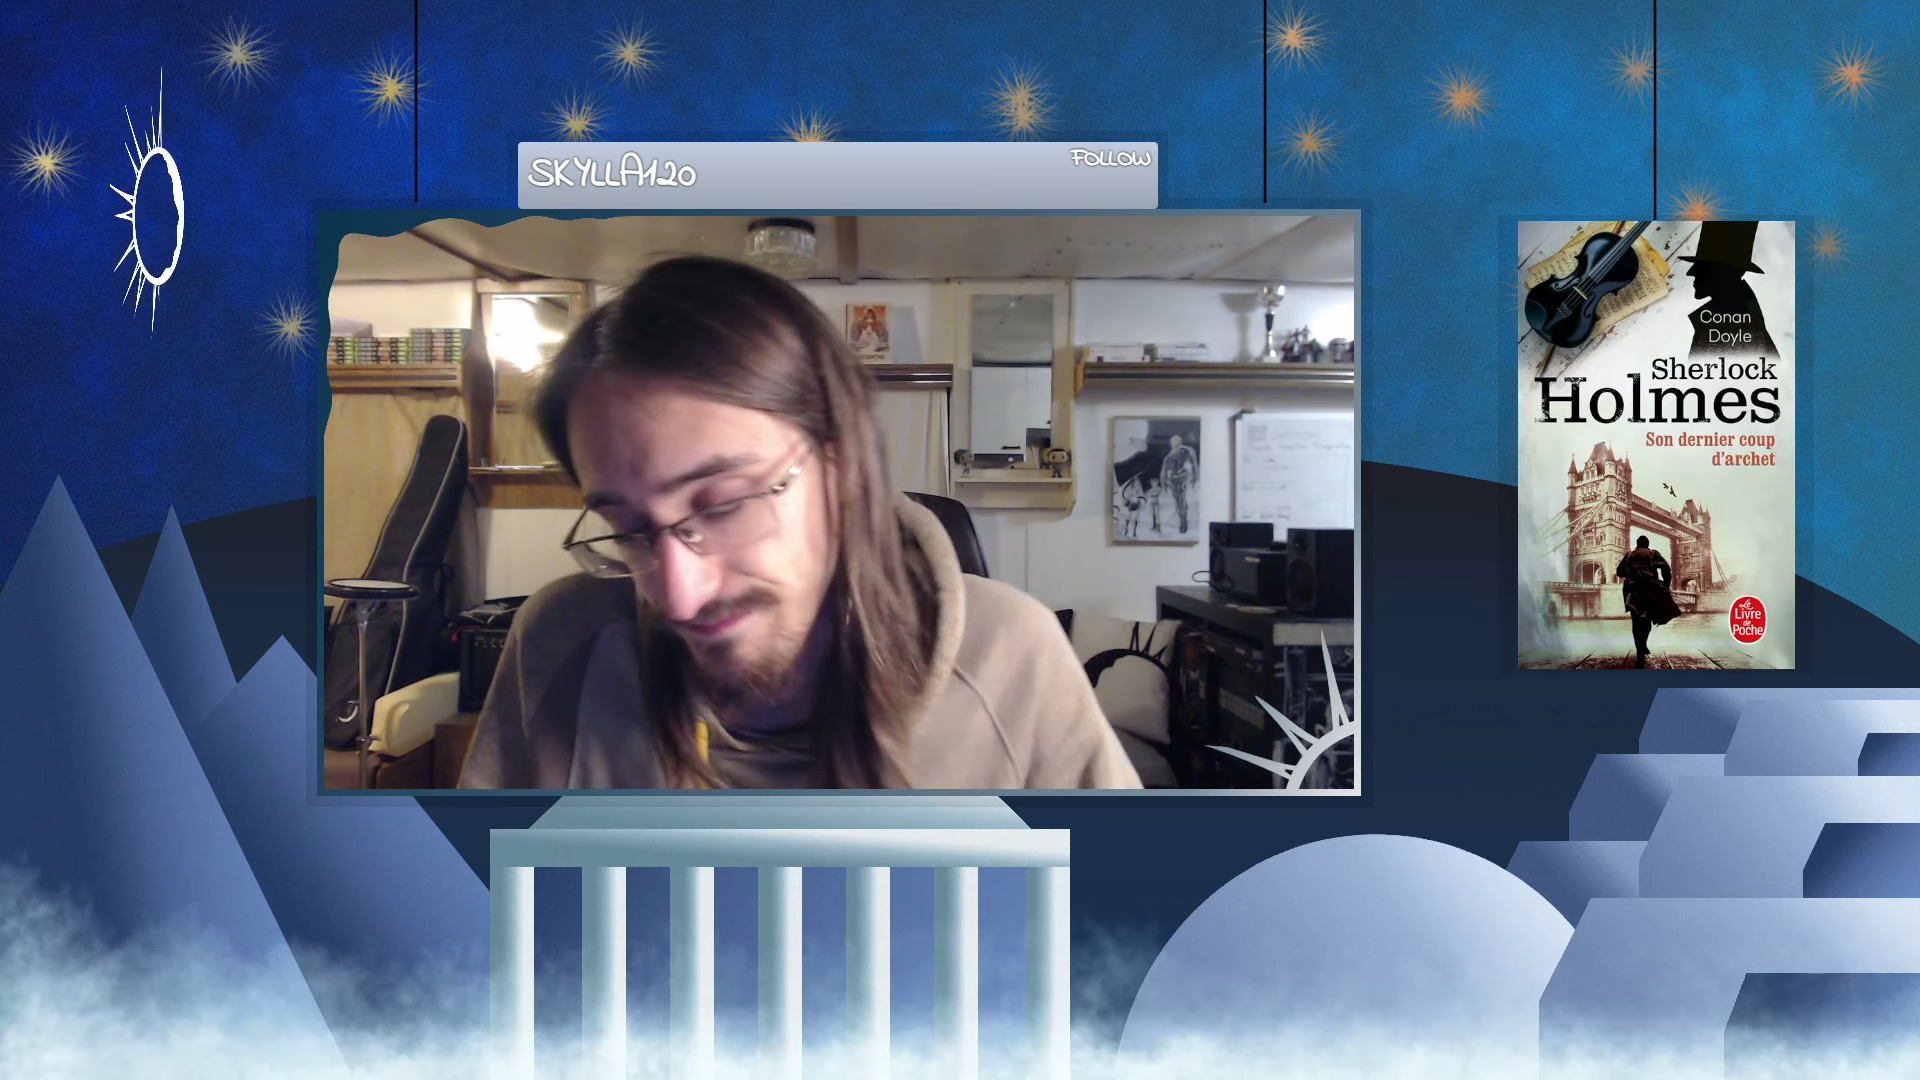 SKYLLA120
FOLLOW
Conan
Doyle
Sherlock
Holmes
Son dernier coup
d'archet
Le
Livre
de
Poche